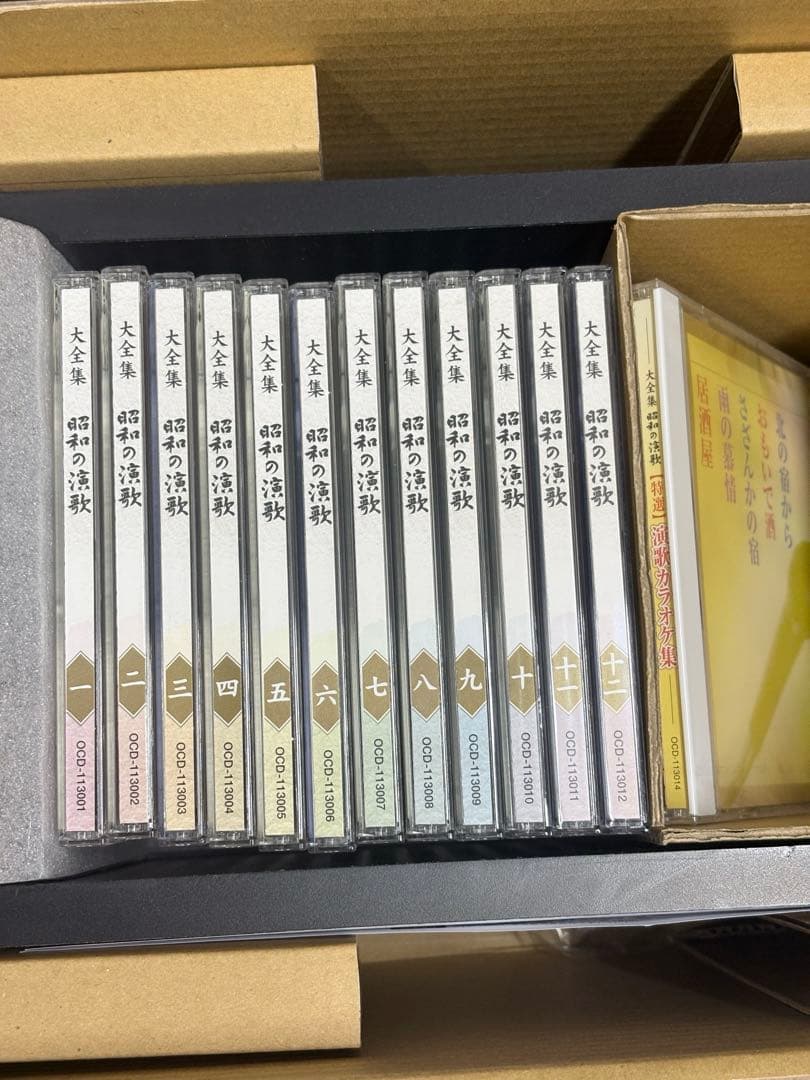 大全集 昭和の演歌 一 OCD-113001
大全集 昭和の演歌 二 OCD-113002
大全集 昭和の演歌 三 OCD-113003
大全集 昭和の演歌 四 OCD-113004
大全集 昭和の演歌 五 OCD-113005
大全集 昭和の演歌 六 OCD-113006
大全集 昭和の演歌 七 OCD-113007
大全集 昭和の演歌 八 OCD-113008
大全集 昭和の演歌 九 OCD-113009
大全集 昭和の演歌 十 OCD-113010
大全集 昭和の演歌 十一 OCD-113011
大全集 昭和の演歌 十二 OCD-113012
大全集 昭和の演歌 【特選】演歌カラオケ集 OCD-113014
北の宿から
おもいで酒
さざんかの宿
雨の慕情
居酒屋